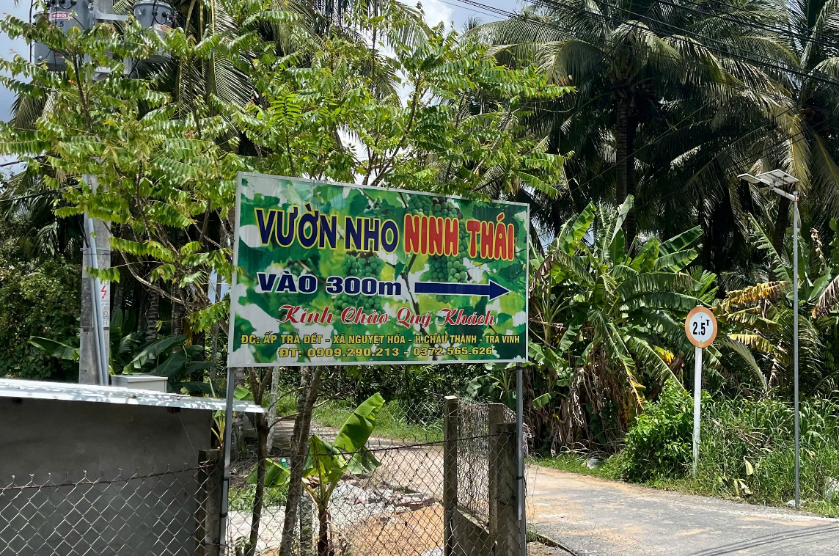 VƯỜN NHO NINH THÁI
VÀO 300m
Kính Chào Quý Khách
ĐC: ẤP TRÀ ĐÉT - XÃ NGUYỆT HÓA - H.CHÂU THÀNH - TRÀ VINH
ĐT: 0909.290.213 - 0372.565.626
2.5T